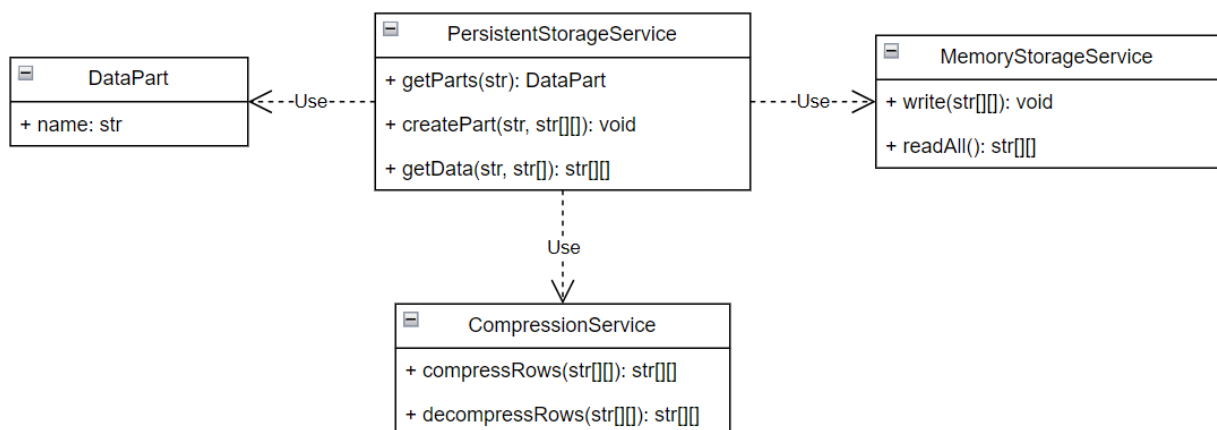 PersistentStorageService
+ getParts(str): DataPart
+ createPart(str, str[][]): void
+ getData(str, str[]): str[][]
DataPart
+ name: str
Use
Use
MemoryStorageService
+ write(str[][]): void
+ readAll(): str[][]
Use
CompressionService
+ compressRows(str[][]): str[][]
+ decompressRows(str[][]): str[][]